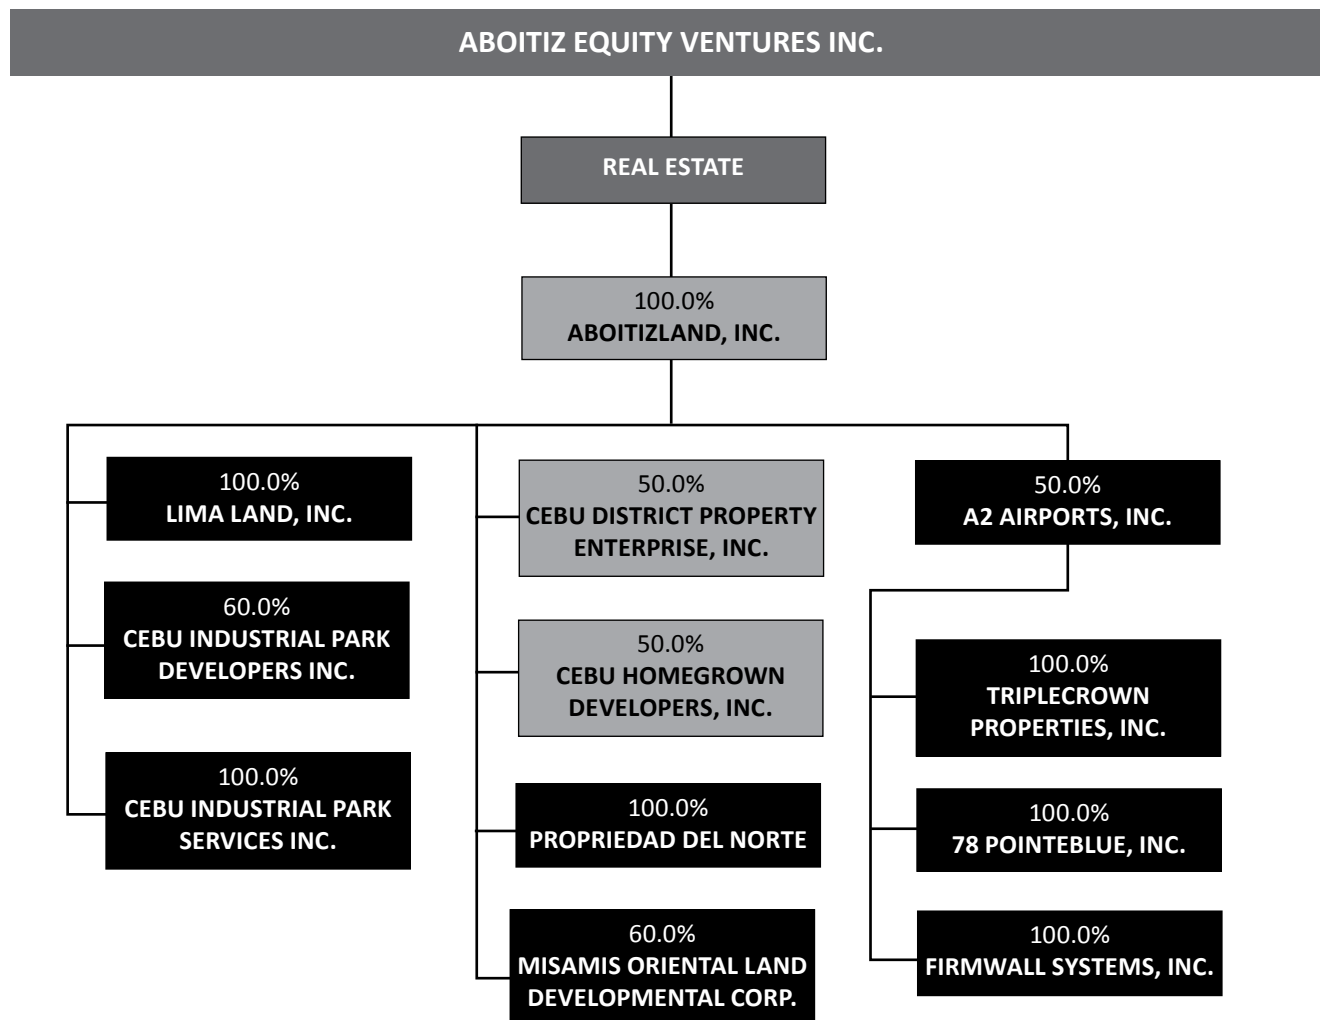 ABOITIZ EQUITY VENTURES INC.
REAL ESTATE
100.0%
ABOITIZLAND, INC.
100.0%
LIMA LAND, INC.
60.0%
CEBU INDUSTRIAL PARK
DEVELOPERS INC.
100.0%
CEBU INDUSTRIAL PARK
SERVICES INC.
50.0%
CEBU DISTRICT PROPERTY
ENTERPRISE, INC.
50.0%
CEBU HOMEGROWN
DEVELOPERS, INC.
100.0%
PROPRIEDAD DEL NORTE
60.0%
MISAMIS ORIENTAL LAND
DEVELOPMENTAL CORP.
50.0%
A2 AIRPORTS, INC.
100.0%
TRIPLECROWN
PROPERTIES, INC.
100.0%
78 POINTEBLUE, INC.
100.0%
FIRMWALL SYSTEMS, INC.